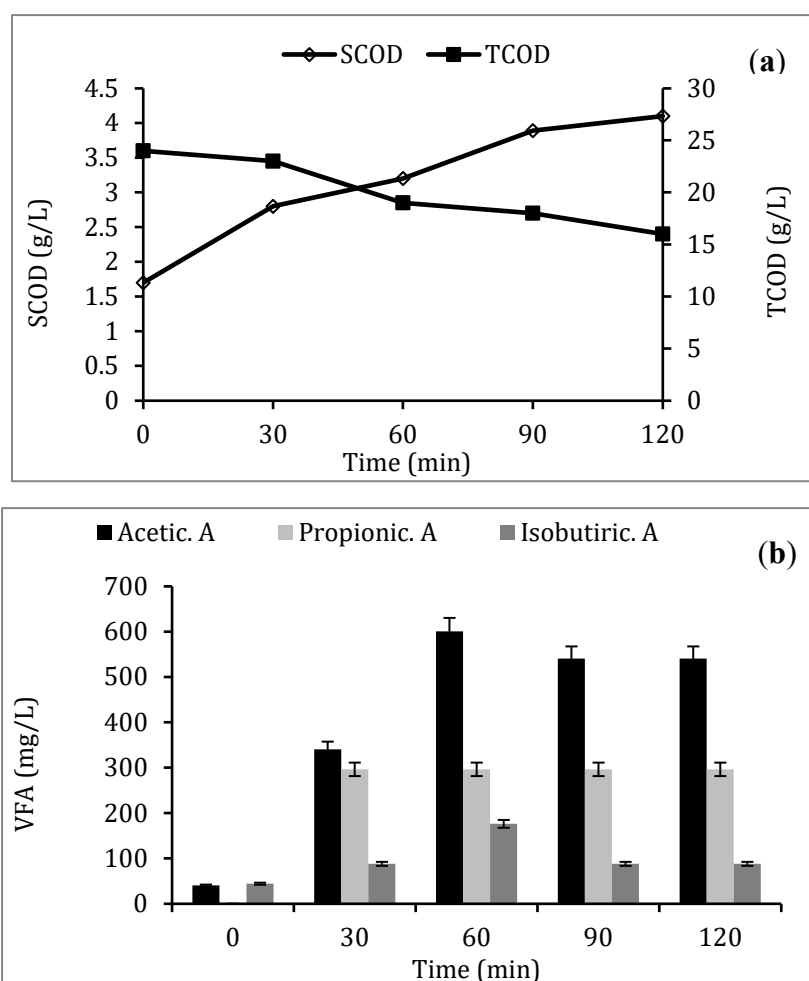 SCOD TCOD (a)
4.5 30
4 25
3.5
3 20
2.5 15
2
1.5 10
1 5
0.5
0 0
SCOD (g/L)
TCOD (g/L)
0 30 60 90 120
Time (min)
Acetic. A Propionic. A Isobutiric. A (b)
700
600
500
400
300
200
100
0
VFA (mg/L)
0 30 60 90 120
Time (min)